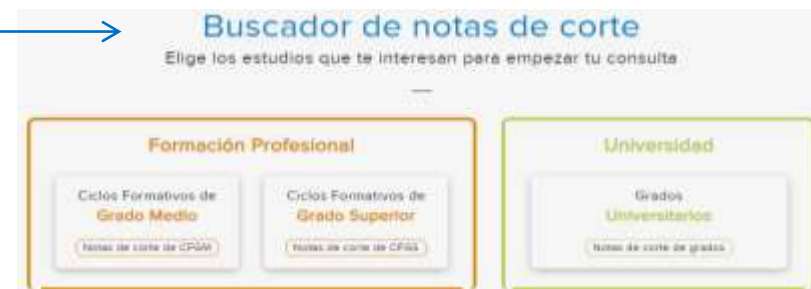 Buscador de notas de corte
Elige los estudios que te interesan para empezar tu consulta
Formación Profesional
Ciclos Formativos de
Grado Medio
Notas de corte de CFGM
Ciclos Formativos de
Grado Superior
Notas de corte de CFGS
Universidad
Grados
Universitarios
Notas de corte de grados